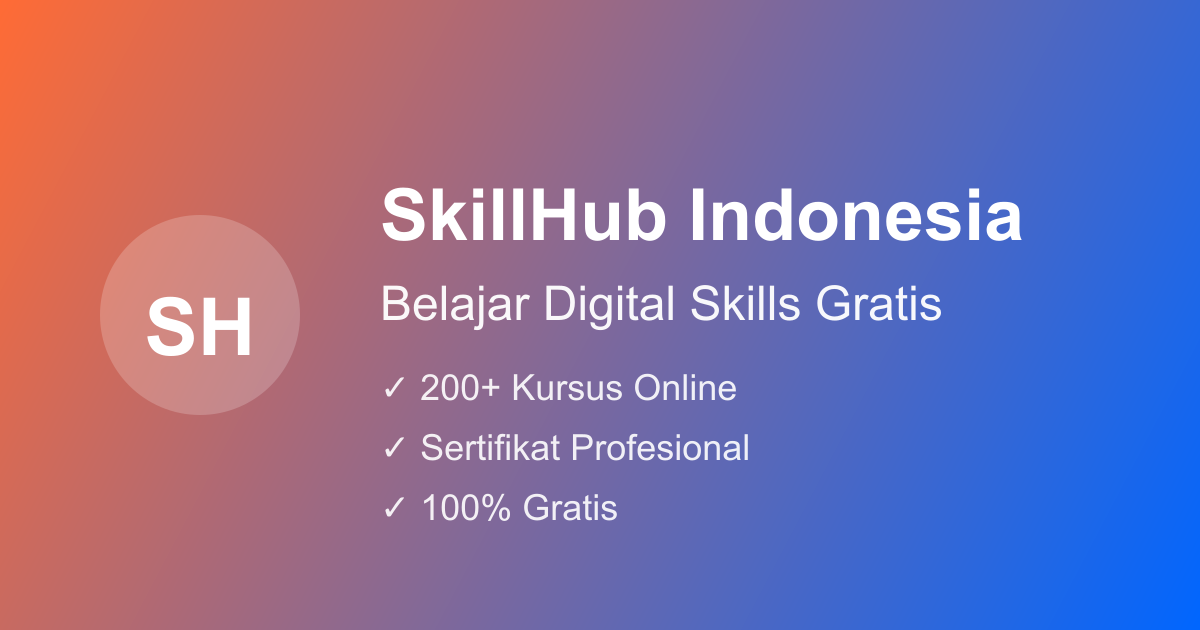 SH
SkillHub Indonesia
Belajar Digital Skills Gratis
✓ 200+ Kursus Online
✓ Sertifikat Profesional
✓ 100% Gratis